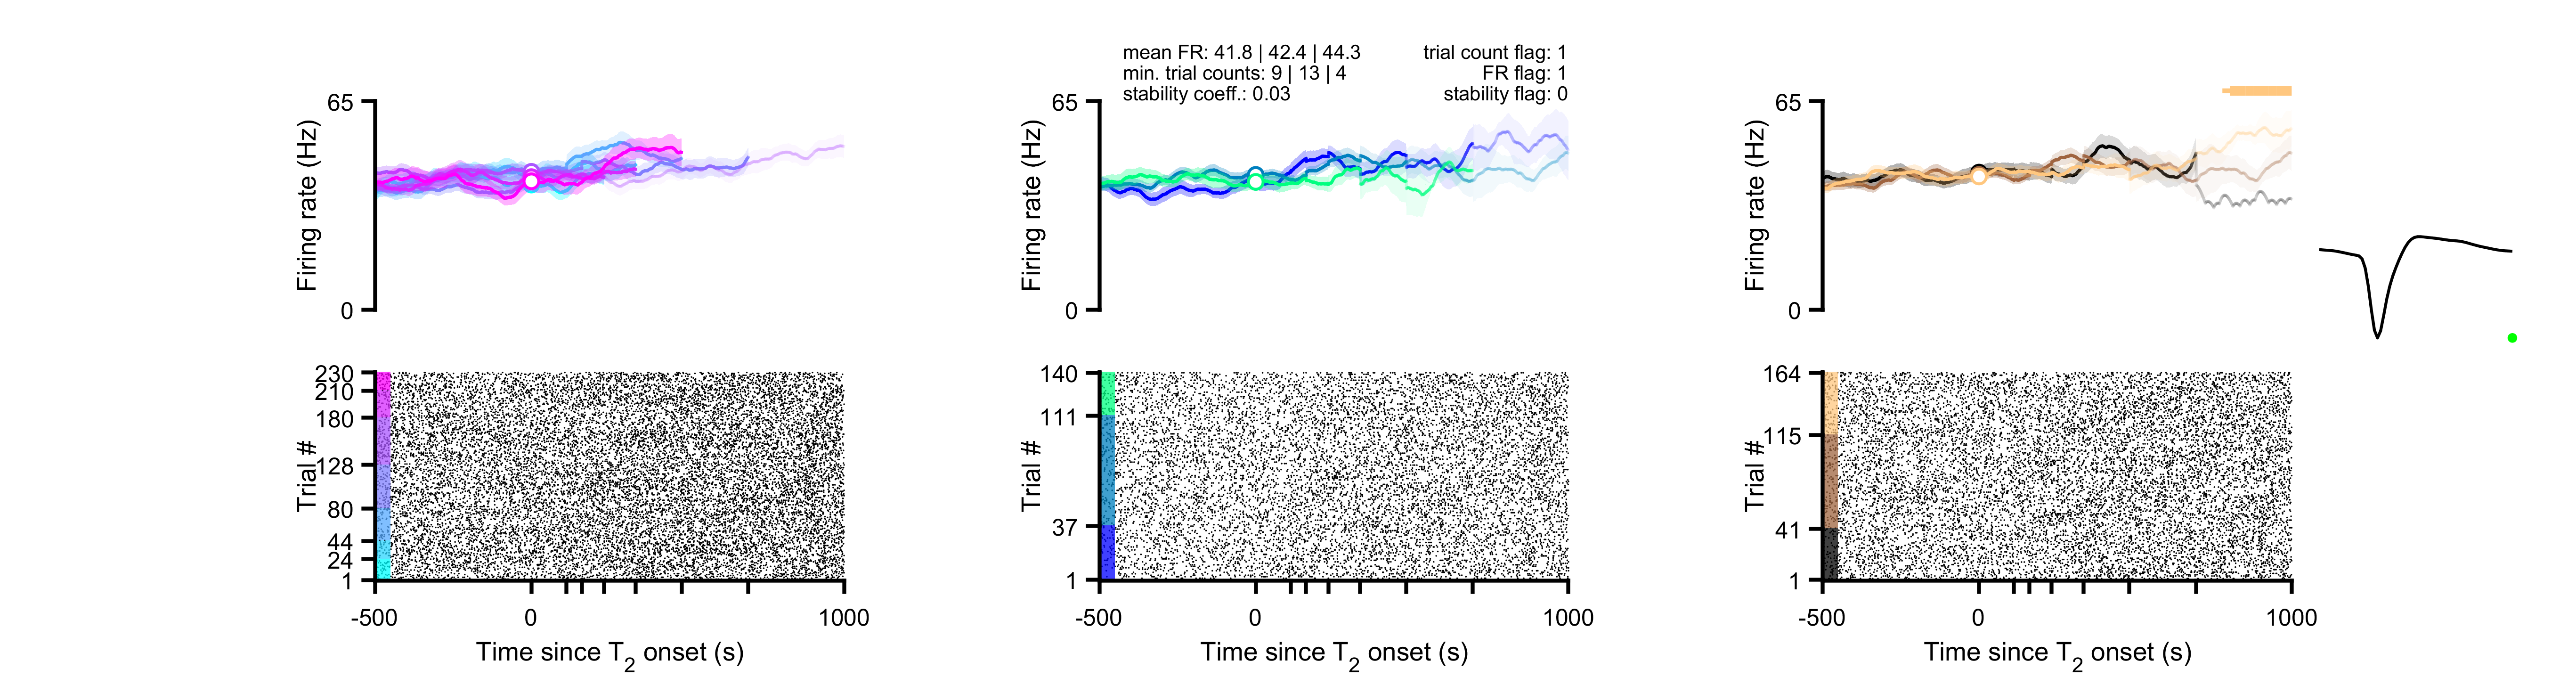 mean FR: 41.8 | 42.4 | 44.3
min. trial counts: 9 | 13 | 4
stability coeff.: 0.03
trial count flag: 1
FR flag: 1
stability flag: 0
65
0
Firing rate (Hz)
65
0
Firing rate (Hz)
65
0
Firing rate (Hz)
230
210
180
128
80
44
24
1
Trial #
-500
0
1000
Time since T2 onset (s)
140
111
37
1
Trial #
-500
0
1000
Time since T2 onset (s)
164
115
41
1
Trial #
-500
0
1000
Time since T2 onset (s)